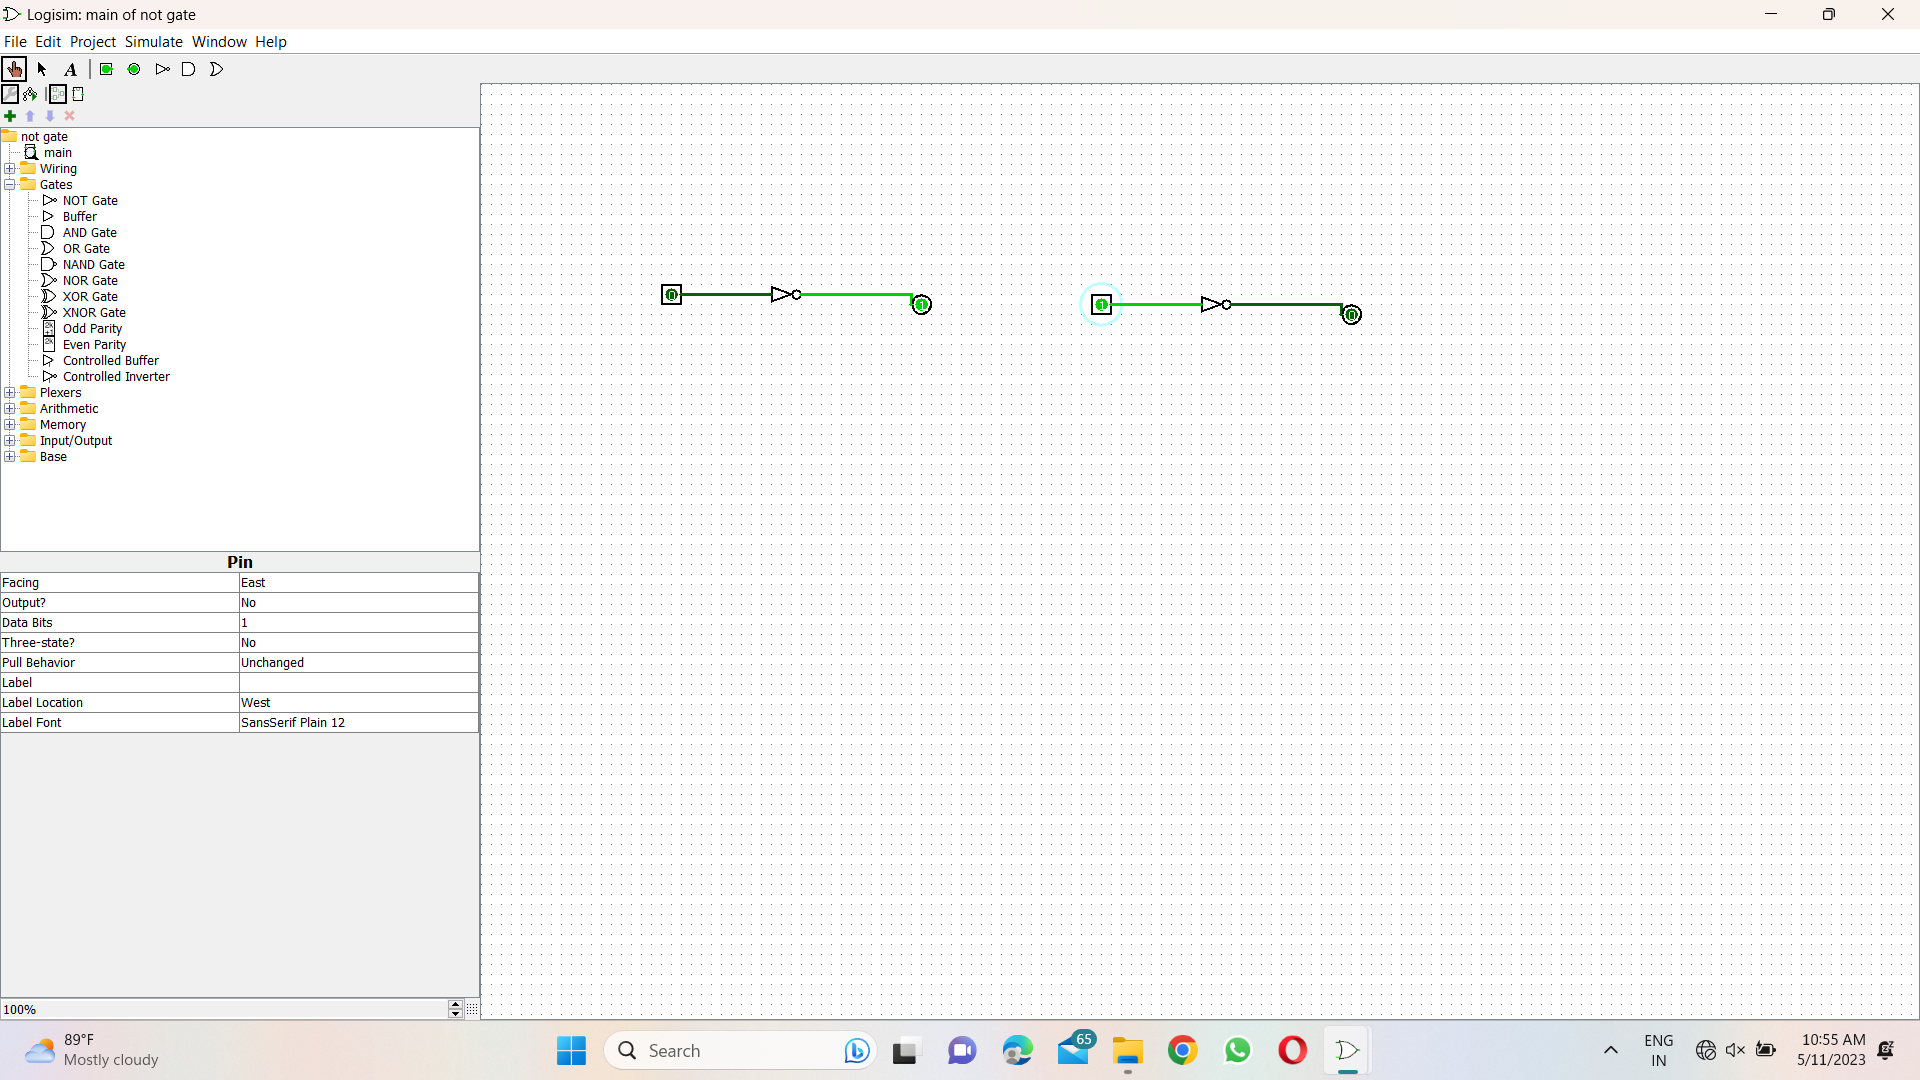 Logisim: main of not gate
File Edit Project Simulate Window Help
A
not gate
main
Wiring
Gates
NOT Gate
Buffer
AND Gate
OR Gate
NAND Gate
NOR Gate
XOR Gate
XNOR Gate
Odd Parity
Even Parity
Controlled Buffer
Controlled Inverter
Plexers
Arithmetic
Memory
Input/Output
Base
0 1 1 0
Pin
Facing East
Output? No
Data Bits 1
Three-state? No
Pull Behavior Unchanged
Label
Label Location West
Label Font SansSerif Plain 12
100%
89°F
Mostly cloudy
Search
65
ENG
IN
10:55 AM
5/11/2023